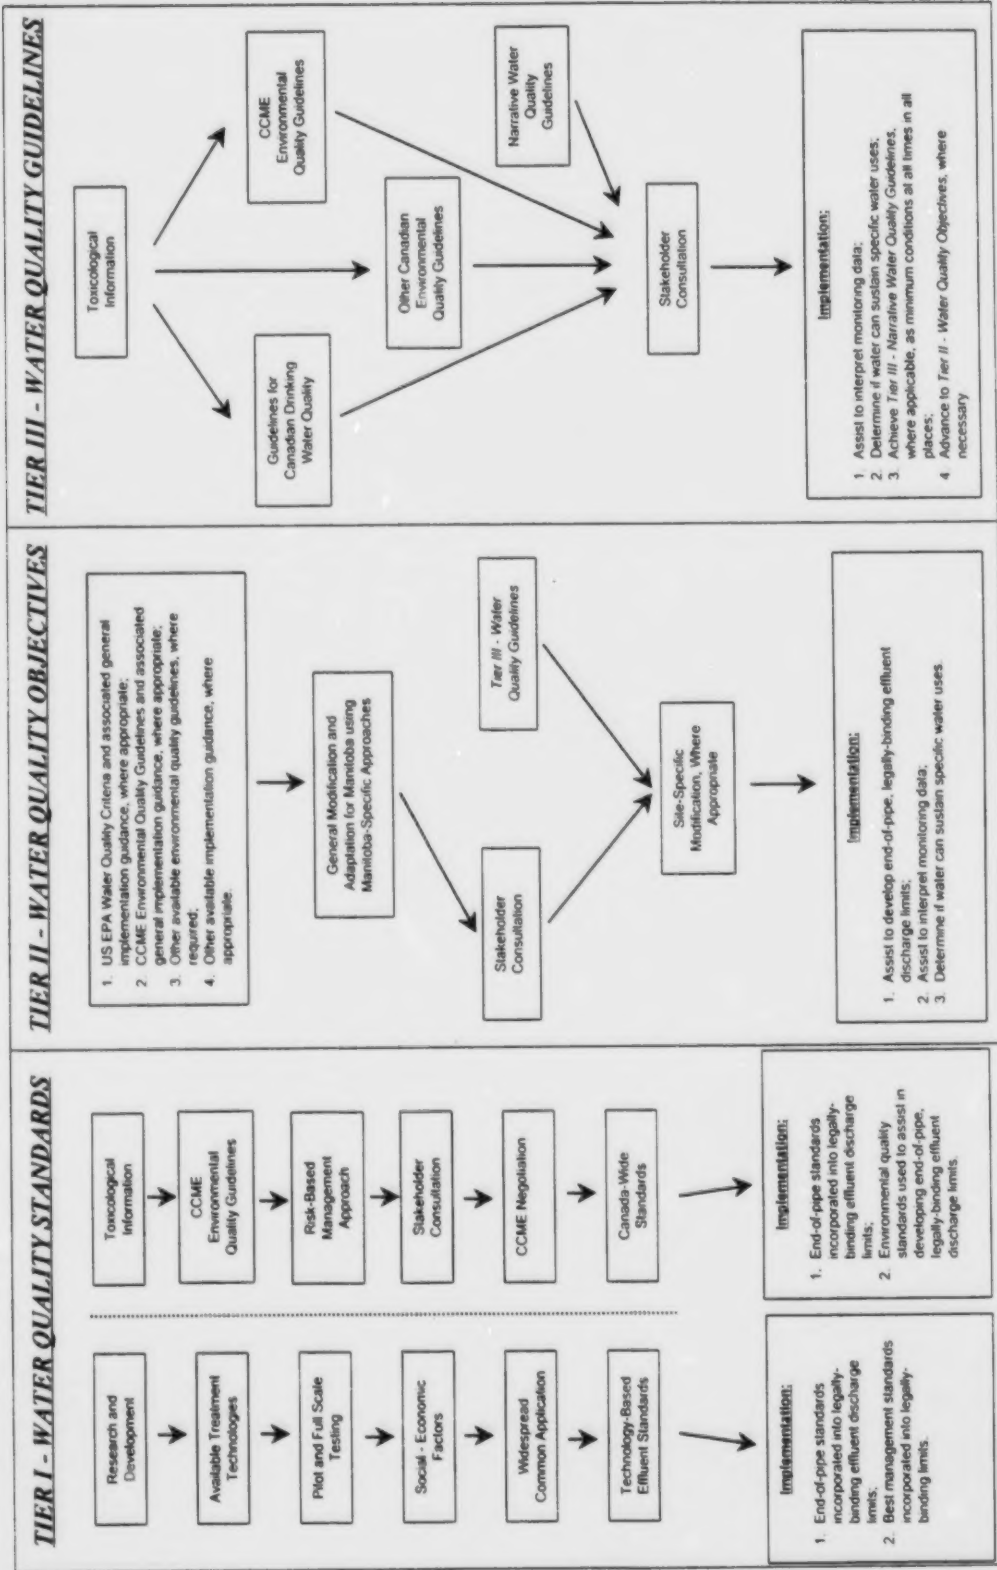 TIER I - WATER QUALITY STANDARDS
Research and
Development
Available Treatment
Technologies
Pilot and Full Scale
Testing
Social - Economic
Factors
Widespread
Common Application
Technology-Based
Effluent Standards
Implementation:
1. End-of-pipe standards
incorporated into legally-
binding effluent discharge
limits;
2. Best management standards
incorporated into legally-
binding limits.
Toxicological
Information
CCME
Environmental
Quality Guidelines
Risk-Based
Management
Approach
Stakeholder
Consultation
CCME Negotiation
Canada-Wide
Standards
Implementation:
1. End-of-pipe standards
incorporated into legally-
binding effluent discharge
limits;
2. Environmental quality
standards used to assist in
developing end-of-pipe,
legally-binding effluent
discharge limits.
TIER II - WATER QUALITY OBJECTIVES
1. US EPA Water Quality Criteria and associated general
implementation guidance, where appropriate;
2. CCME Environmental Quality Guidelines and associated
general implementation guidance, where appropriate;
3. Other available environmental quality guidelines, where
required;
4. Other available implementation guidance, where
appropriate.
General Modification and
Adaptation for Manitoba using
Manitoba-Specific Approaches
Stakeholder
Consultation
Tier III - Water
Quality Guidelines
Site-Specific
Modification, Where
Appropriate
Implementation:
1. Assist to develop end-of-pipe, legally-binding effluent
discharge limits;
2. Assist to interpret monitoring data;
3. Determine if water can sustain specific water uses.
TIER III - WATER QUALITY GUIDELINES
Toxicological
Information
Guidelines for
Canadian Drinking
Water Quality
Other Canadian
Environmental
Quality Guidelines
CCME
Environmental
Quality Guidelines
Narrative Water
Quality
Guidelines
Stakeholder
Consultation
Implementation:
1. Assist to interpret monitoring data;
2. Determine if water can sustain specific water uses;
3. Achieve Tier III - Narrative Water Quality Guidelines,
where applicable, as minimum conditions at all times in all
places;
4. Advance to Tier II - Water Quality Objectives, where
necessary